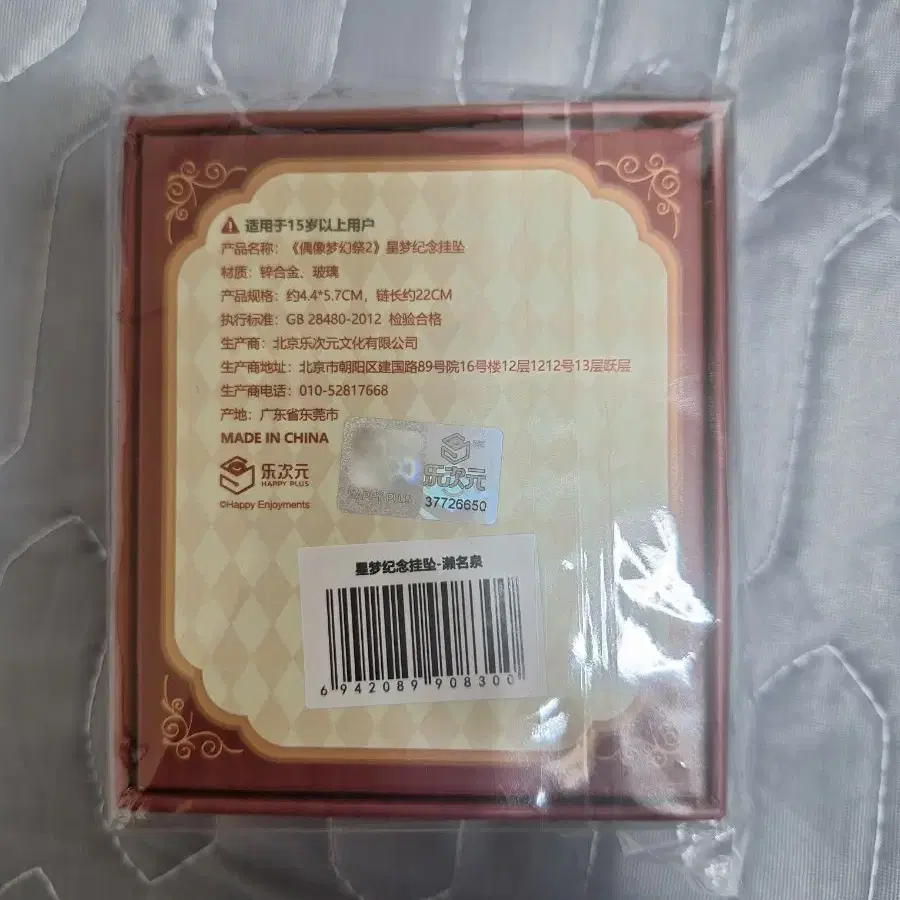 适用于15岁以上用户
产品名称：《偶像梦幻祭2》星梦纪念挂坠
材质：锌合金、玻璃
产品规格：约4.4*5.7CM，链长约22CM
执行标准：GB 28480-2012 检验合格
生产商：北京乐次元文化有限公司
生产商地址：北京市朝阳区建国路89号院16号楼12层1212号13层跃层
生产商电话：010-52817668
产地：广东省东莞市
MADE IN CHINA
乐次元
HAPPY PLUS
©Happy Enjoyments
乐次元
HAPPY PLUS
37726650
星梦纪念挂坠-濑名泉
6 942089 908300